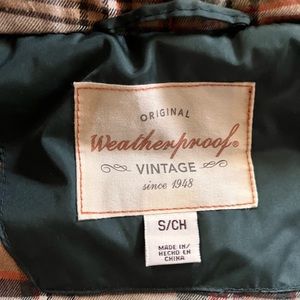 ORIGINAL
Weatherproof®
VINTAGE
since 1948
S/CH
MADE IN/
HECHO EN
CHINA